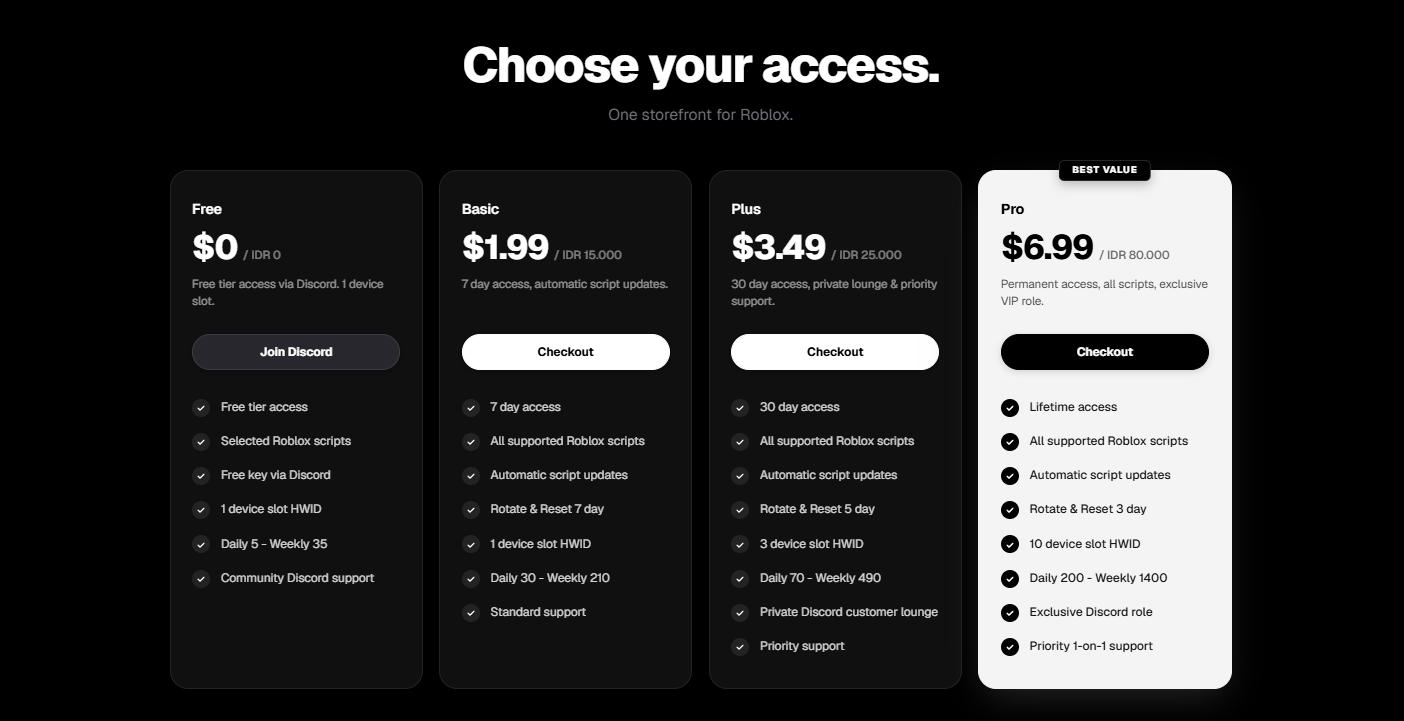 Choose your access.
One storefront for Roblox.
Free
$0 / IDR 0
Free tier access via Discord. 1 device
slot.
Join Discord
Free tier access
Selected Roblox scripts
Free key via Discord
1 device slot HWID
Daily 5 - Weekly 35
Community Discord support
Basic
$1.99 / IDR 15.000
7 day access, automatic script updates.
Checkout
7 day access
All supported Roblox scripts
Automatic script updates
Rotate & Reset 7 day
1 device slot HWID
Daily 30 - Weekly 210
Standard support
Plus
$3.49 / IDR 25.000
30 day access, private lounge & priority
support.
Checkout
30 day access
All supported Roblox scripts
Automatic script updates
Rotate & Reset 5 day
3 device slot HWID
Daily 70 - Weekly 490
Private Discord customer lounge
Priority support
BEST VALUE
Pro
$6.99 / IDR 80.000
Permanent access, all scripts, exclusive
VIP role.
Checkout
Lifetime access
All supported Roblox scripts
Automatic script updates
Rotate & Reset 3 day
10 device slot HWID
Daily 200 - Weekly 1400
Exclusive Discord role
Priority 1-on-1 support